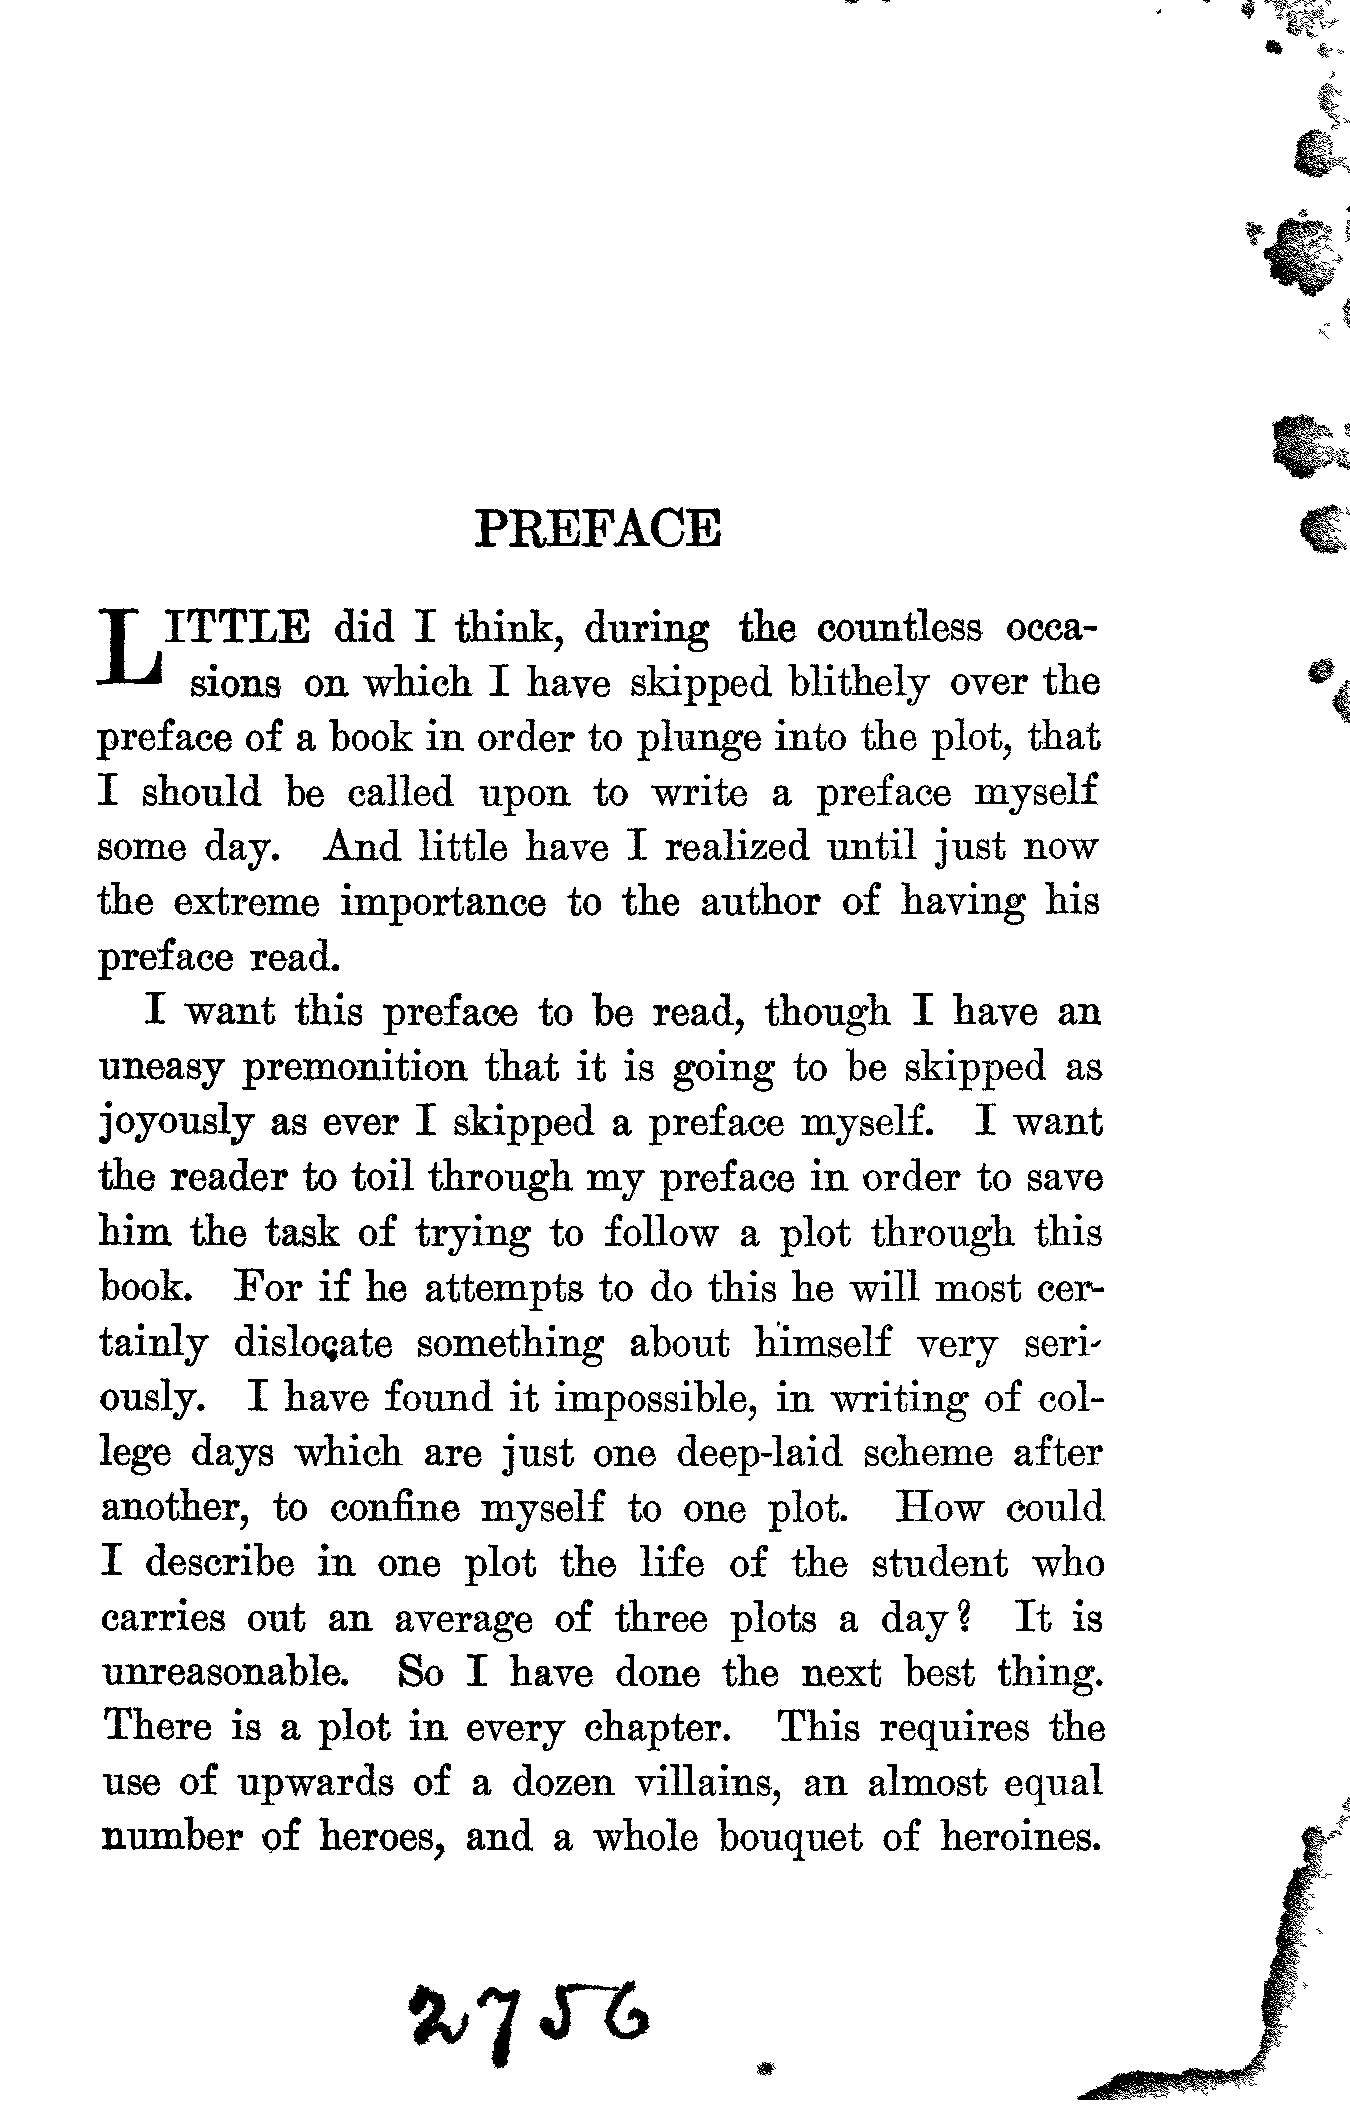 PREFACE
LITTLE did I think, during the countless occa-
sions on which I have skipped blithely over the
preface of a book in order to plunge into the plot, that
I should be called upon to write a preface myself
some day. And little have I realized until just now
the extreme importance to the author of having his
preface read.
I want this preface to be read, though I have an
uneasy premonition that it is going to be skipped as
joyously as ever I skipped a preface myself. I want
the reader to toil through my preface in order to save
him the task of trying to follow a plot through this
book. For if he attempts to do this he will most cer-
tainly dislocate something about himself very seri-
ously. I have found it impossible, in writing of col-
lege days which are just one deep-laid scheme after
another, to confine myself to one plot. How could
I describe in one plot the life of the student who
carries out an average of three plots a day? It is
unreasonable. So I have done the next best thing.
There is a plot in every chapter. This requires the
use of upwards of a dozen villains, an almost equal
number of heroes, and a whole bouquet of heroines.
2756